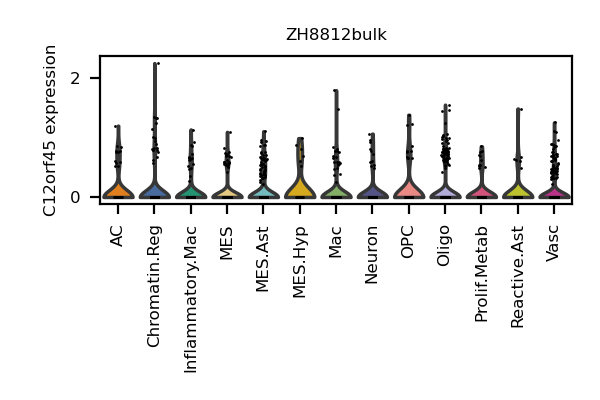 ZH8812bulk
C12orf45 expression
2
0
AC
Chromatin.Reg
Inflammatory.Mac
MES
MES.Ast
MES.Hyp
Mac
Neuron
OPC
Oligo
Prolif.Metab
Reactive.Ast
Vasc